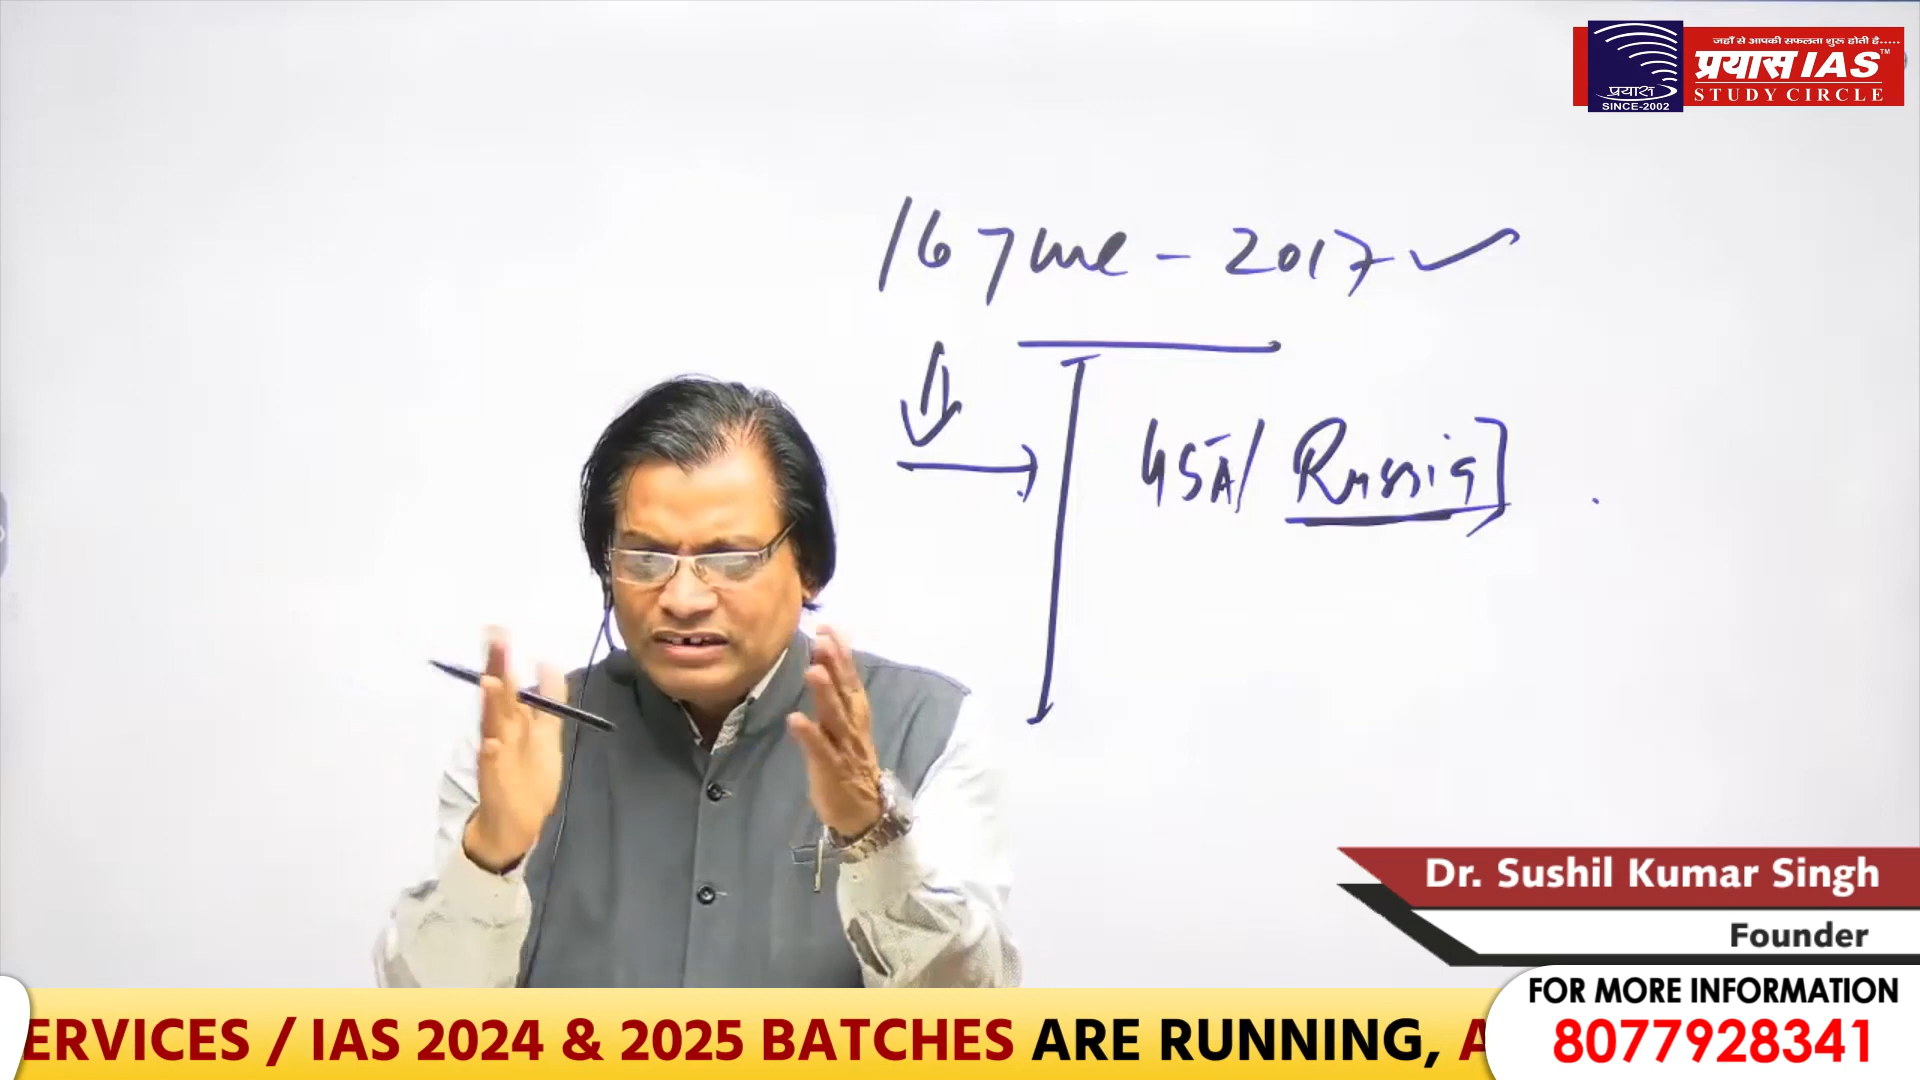 जहाँ से आपकी सफलता शुरू होती है.....
प्रयास IAS™
STUDY CIRCLE
प्रयास
SINCE-2002
16 June - 2017
USA/ Russia
Dr. Sushil Kumar Singh
Founder
FOR MORE INFORMATION
8077928341
ERVICES / IAS 2024 & 2025 BATCHES ARE RUNNING, A